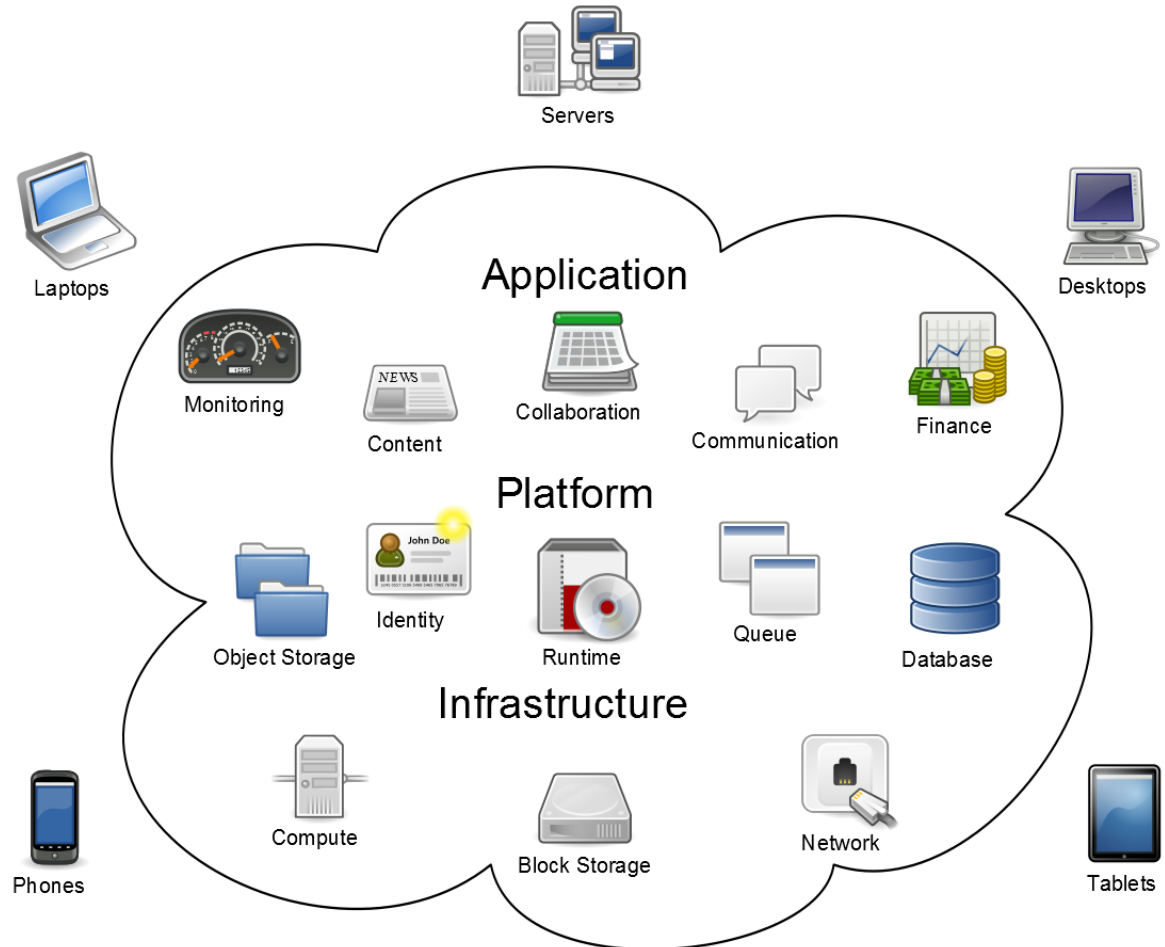 Servers
Laptops
Desktops
Application
Monitoring
NEWS
Content
Collaboration
Communication
Finance
Platform
John Doe
Identity
Object Storage
Runtime
Queue
Database
Infrastructure
Compute
Block Storage
Network
Phones
Tablets